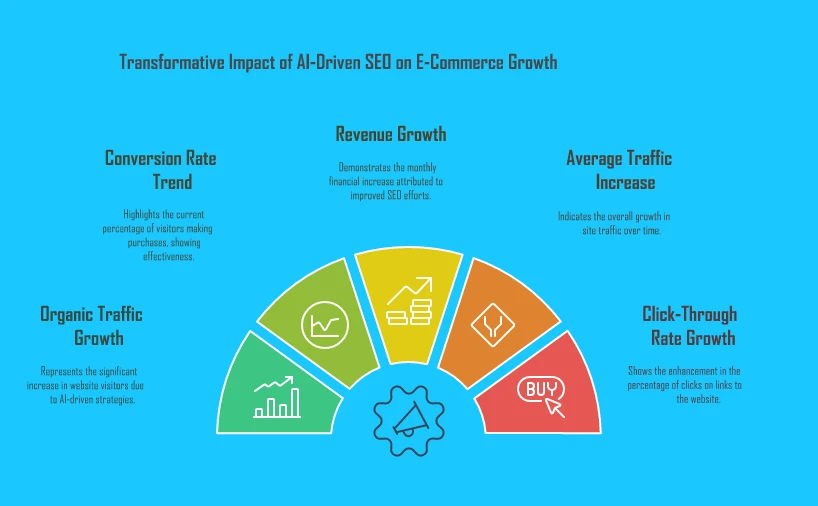 Transformative Impact of AI-Driven SEO on E-Commerce Growth
Revenue Growth
Demonstrates the monthly
financial increase attributed to
improved SEO efforts.
Conversion Rate
Trend
Highlights the current
percentage of visitors making
purchases, showing
effectiveness.
Average Traffic
Increase
Indicates the overall growth in
site traffic over time.
Organic Traffic
Growth
Represents the significant
increase in website visitors due
to AI-driven strategies.
Click-Through
Rate Growth
Shows the enhancement in the
percentage of clicks on links to
the website.
BUY